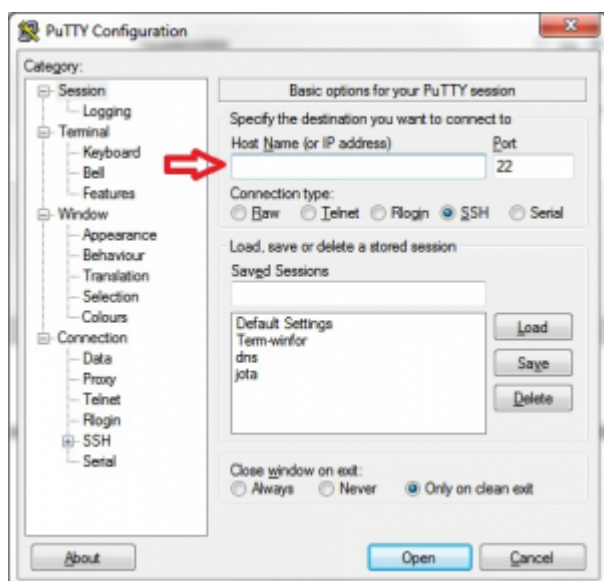 PuTTY Configuration
Category:
Session
Logging
Terminal
Keyboard
Bell
Features
Window
Appearance
Behaviour
Translation
Selection
Colours
Connection
Data
Proxy
Telnet
Rlogin
SSH
Serial
Basic options for your PuTTY session
Specify the destination you want to connect to
Host Name (or IP address) Port
22
Connection type:
Raw Telnet Rlogin SSH Serial
Load, save or delete a stored session
Saved Sessions
Default Settings
Term-winfor
dns
jota
Load
Save
Delete
Close window on exit:
Always Never Only on clean exit
About Open Cancel